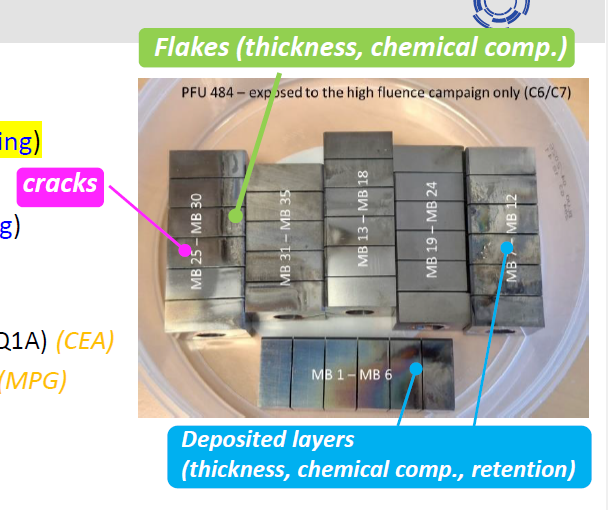 Flakes (thickness, chemical comp.)
PFU 484 – exposed to the high fluence campaign only (C6/C7)
ing)
cracks
g)
MB 25 – MB 30
MB 31 – MB 35
MB 13 – MB 18
MB 19 – MB 24
MB 12
Q1A) (CEA)
(MPG)
MB 1 – MB 6
Deposited layers
(thickness, chemical comp., retention)